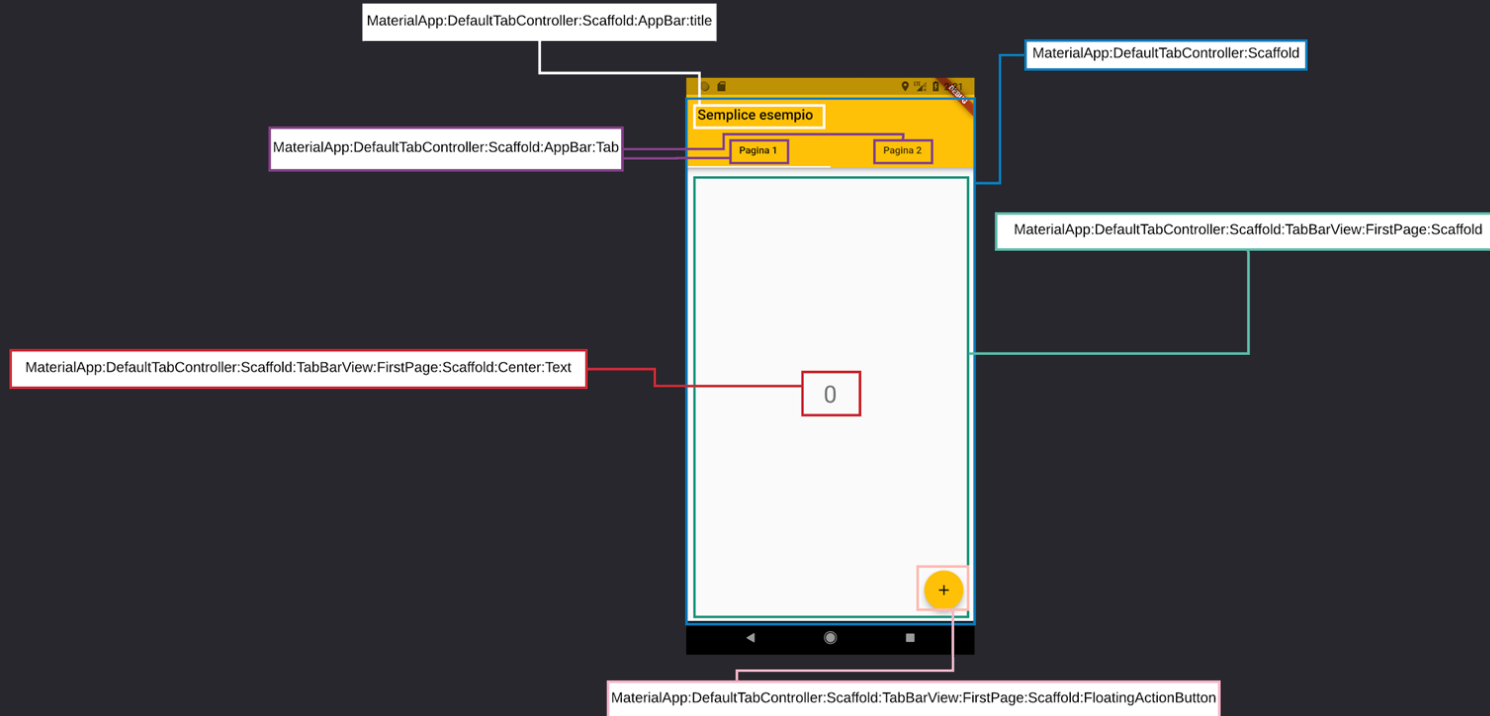 MaterialApp:DefaultTabController:Scaffold:AppBar:title
MaterialApp:DefaultTabController:Scaffold
Semplice esempio
MaterialApp:DefaultTabController:Scaffold:AppBar:Tab
Pagina 1
Pagina 2
MaterialApp:DefaultTabController:Scaffold:TabBarView:FirstPage:Scaffold
MaterialApp:DefaultTabController:Scaffold:TabBarView:FirstPage:Scaffold:Center:Text
0
+
MaterialApp:DefaultTabController:Scaffold:TabBarView:FirstPage:Scaffold:FloatingActionButton